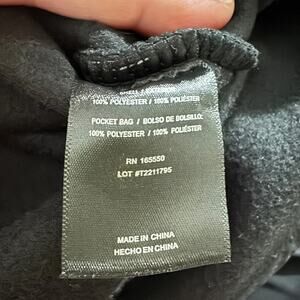 100% POLYESTER / 100% POLIÉSTER
POCKET BAG / BOLSO DE BOLSILLO:
100% POLYESTER / 100% POLIÉSTER
RN 165550
LOT #T2211795
MADE IN CHINA
HECHO EN CHINA